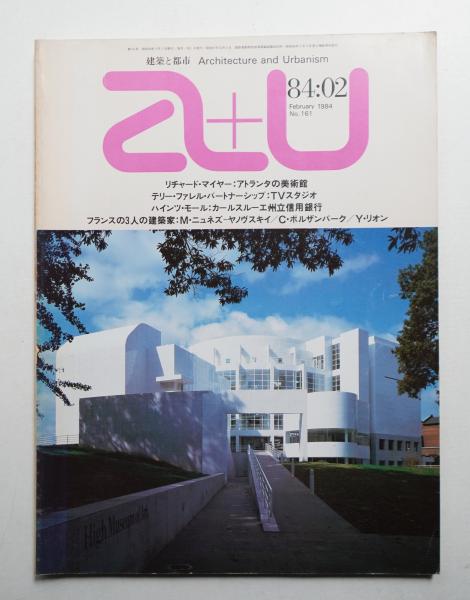 建築と都市 Architecture and Urbanism
a+u
84:02
February 1984
No.161
リチャード・マイヤー：アトランタの美術館
テリー・ファレル・パートナーシップ：TVスタジオ
ハインツ・モール：カールスルーエ州立信用銀行
フランスの3人の建築家：M・ニュネズ-ヤノヴスキイ／C・ポルザンパーク／Y・リオン
High Museum of Art